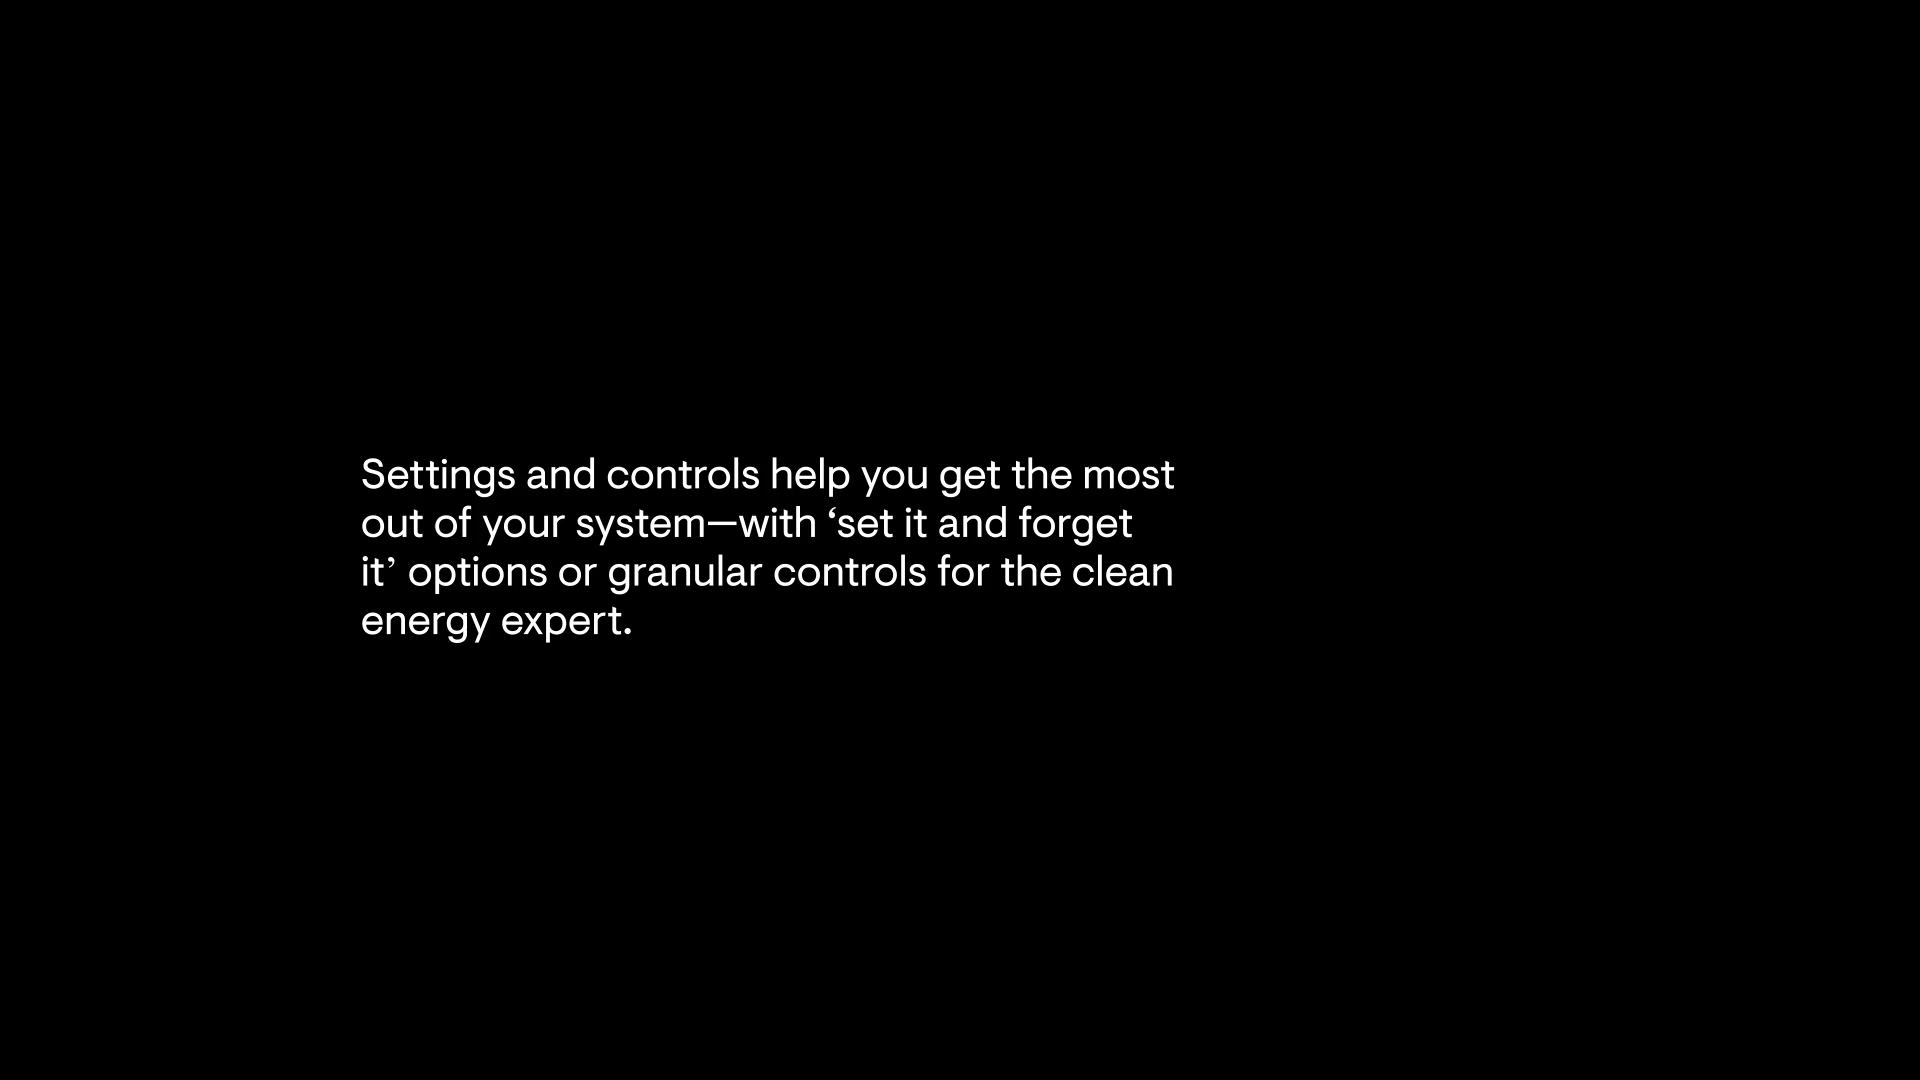 Settings and controls help you get the most
out of your system—with ‘set it and forget
it’ options or granular controls for the clean
energy expert.